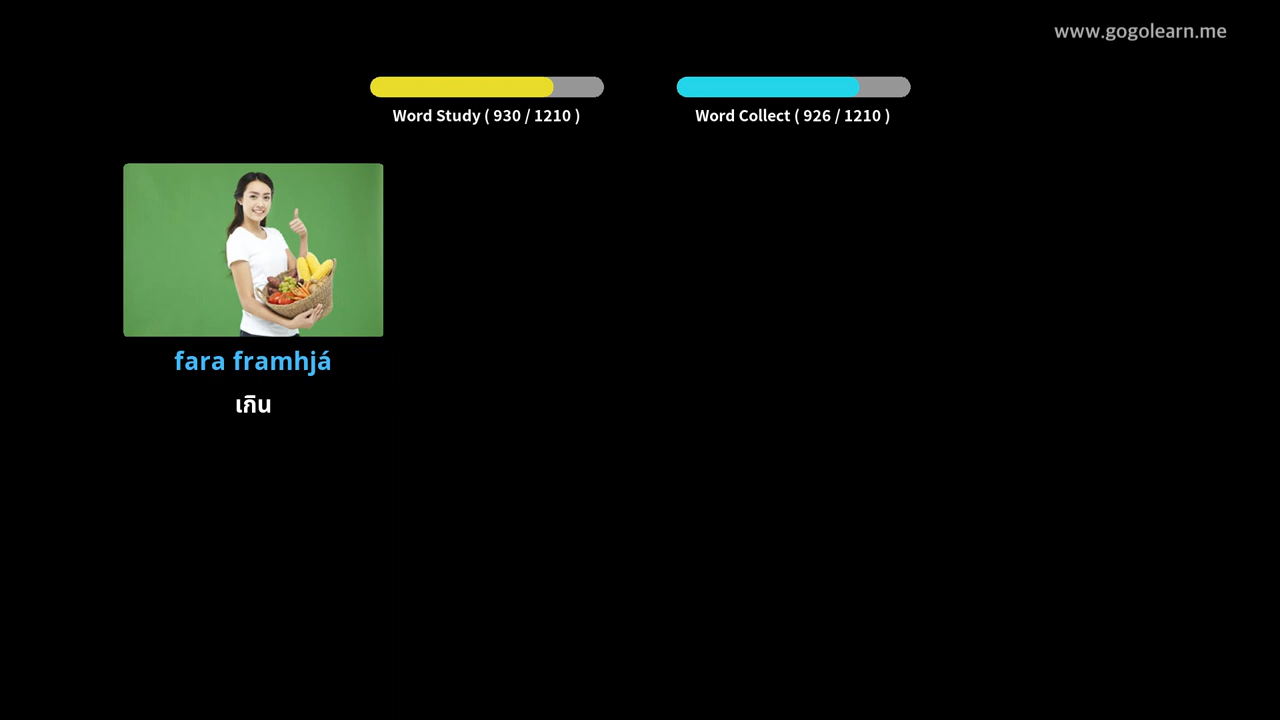 www.gogolearn.me
Word Study ( 930 / 1210 )
Word Collect ( 926 / 1210 )
fara framhjá
เกิน